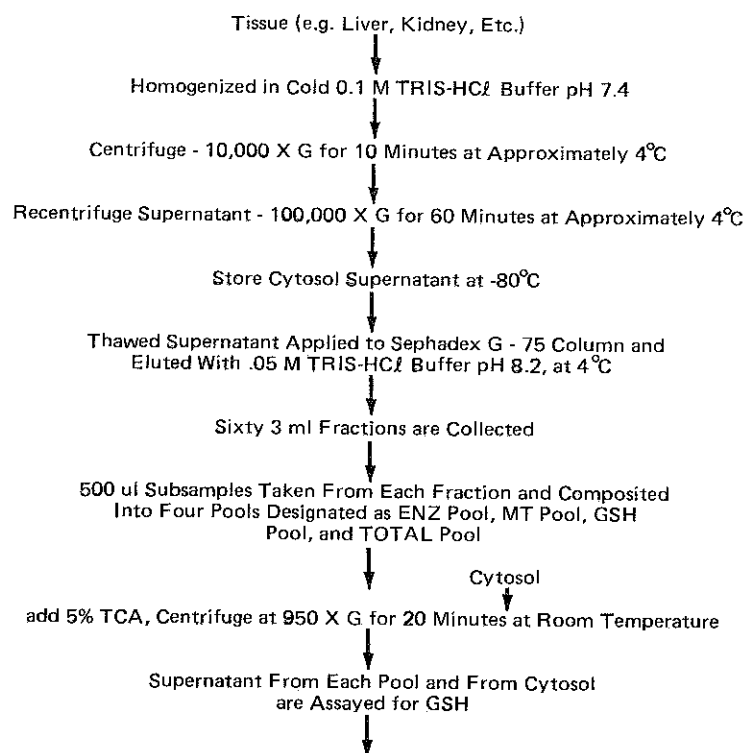 Tissue (e.g. Liver, Kidney, Etc.)
Homogenized in Cold 0.1 M TRIS-HCℓ Buffer pH 7.4
Centrifuge - 10,000 X G for 10 Minutes at Approximately 4°C
Recentrifuge Supernatant - 100,000 X G for 60 Minutes at Approximately 4°C
Store Cytosol Supernatant at -80°C
Thawed Supernatant Applied to Sephadex G - 75 Column and
Eluted With .05 M TRIS-HCℓ Buffer pH 8.2, at 4°C
Sixty 3 ml Fractions are Collected
500 ul Subsamples Taken From Each Fraction and Composited
Into Four Pools Designated as ENZ Pool, MT Pool, GSH
Pool, and TOTAL Pool
Cytosol
add 5% TCA, Centrifuge at 950 X G for 20 Minutes at Room Temperature
Supernatant From Each Pool and From Cytosol
are Assayed for GSH